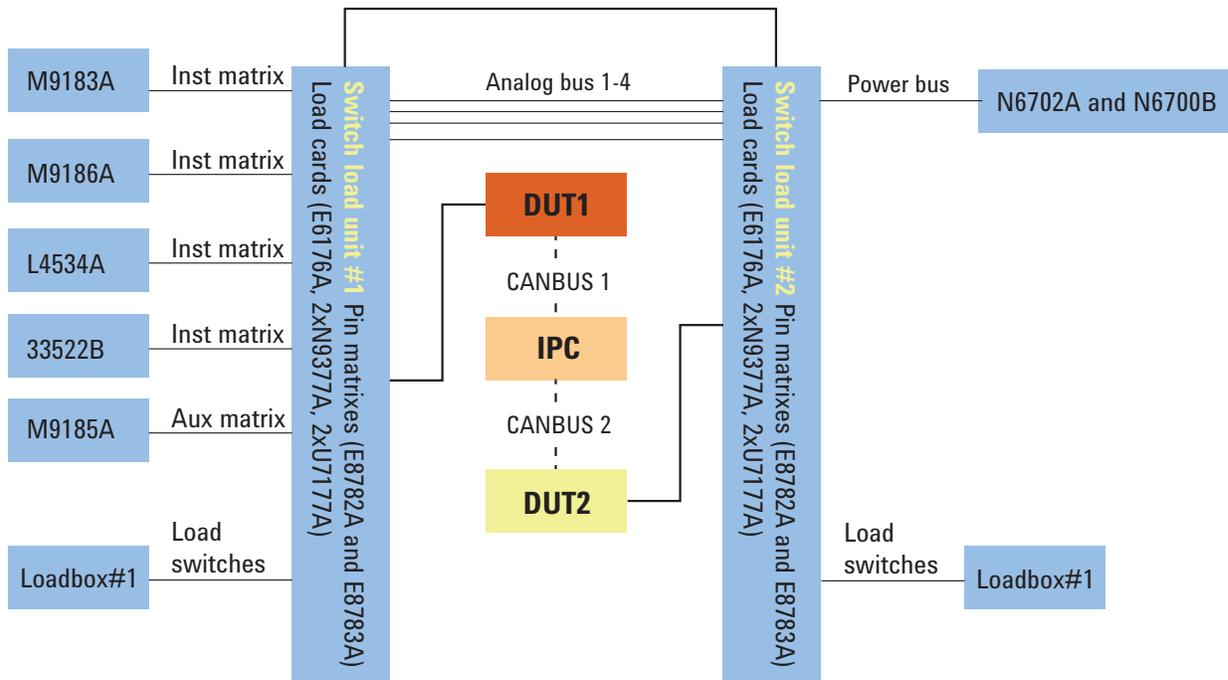 M9183A
Inst matrix
M9186A
Inst matrix
L4534A
Inst matrix
33522B
Inst matrix
M9185A
Aux matrix
Loadbox#1
Load
switches
Switch load unit #1 Pin matrixes (E8782A and E8783A)
Load cards (E6176A, 2xN9377A, 2xU7177A)
Analog bus 1-4
DUT1
CANBUS 1
IPC
CANBUS 2
DUT2
Switch load unit #2 Pin matrixes (E8782A and E8783A)
Load cards (E6176A, 2xN9377A, 2xU7177A)
Power bus
N6702A and N6700B
Load
switches
Loadbox#1